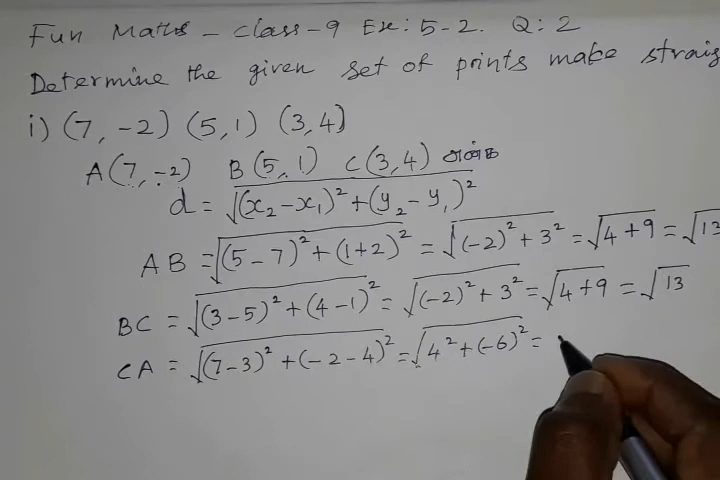 Fun Maths - class-9 Ex: 5-2. Q: 2
Determine the given set of points make straig
i) (7, -2) (5, 1) (3, 4)
A(7, -2) B(5, 1) C(3, 4) என்க
d = √(x₂ - x₁)² + (y₂ - y₁)²
AB = √(5 - 7)² + (1+2)² = √(-2)² + 3² = √4+9 = √13
BC = √(3-5)² + (4-1)² = √(-2)² + 3² = √4+9 = √13
CA = √(7-3)² + (-2-4)² = √4² + (-6)² =